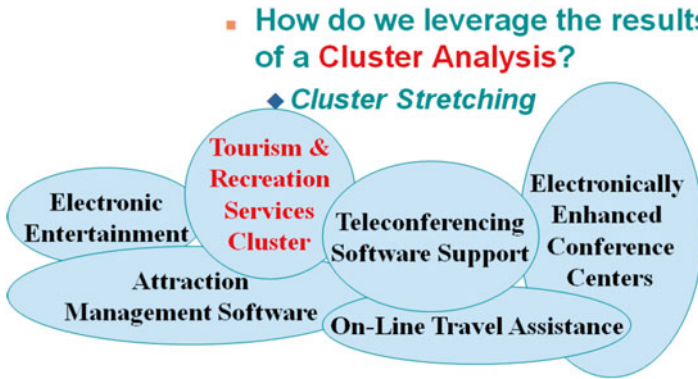 How do we leverage the results
of a Cluster Analysis?
Cluster Stretching
Tourism &
Recreation
Services
Cluster
Electronic
Entertainment
Teleconferencing
Software Support
Electronically
Enhanced
Conference
Centers
Attraction
Management Software
On-Line Travel Assistance